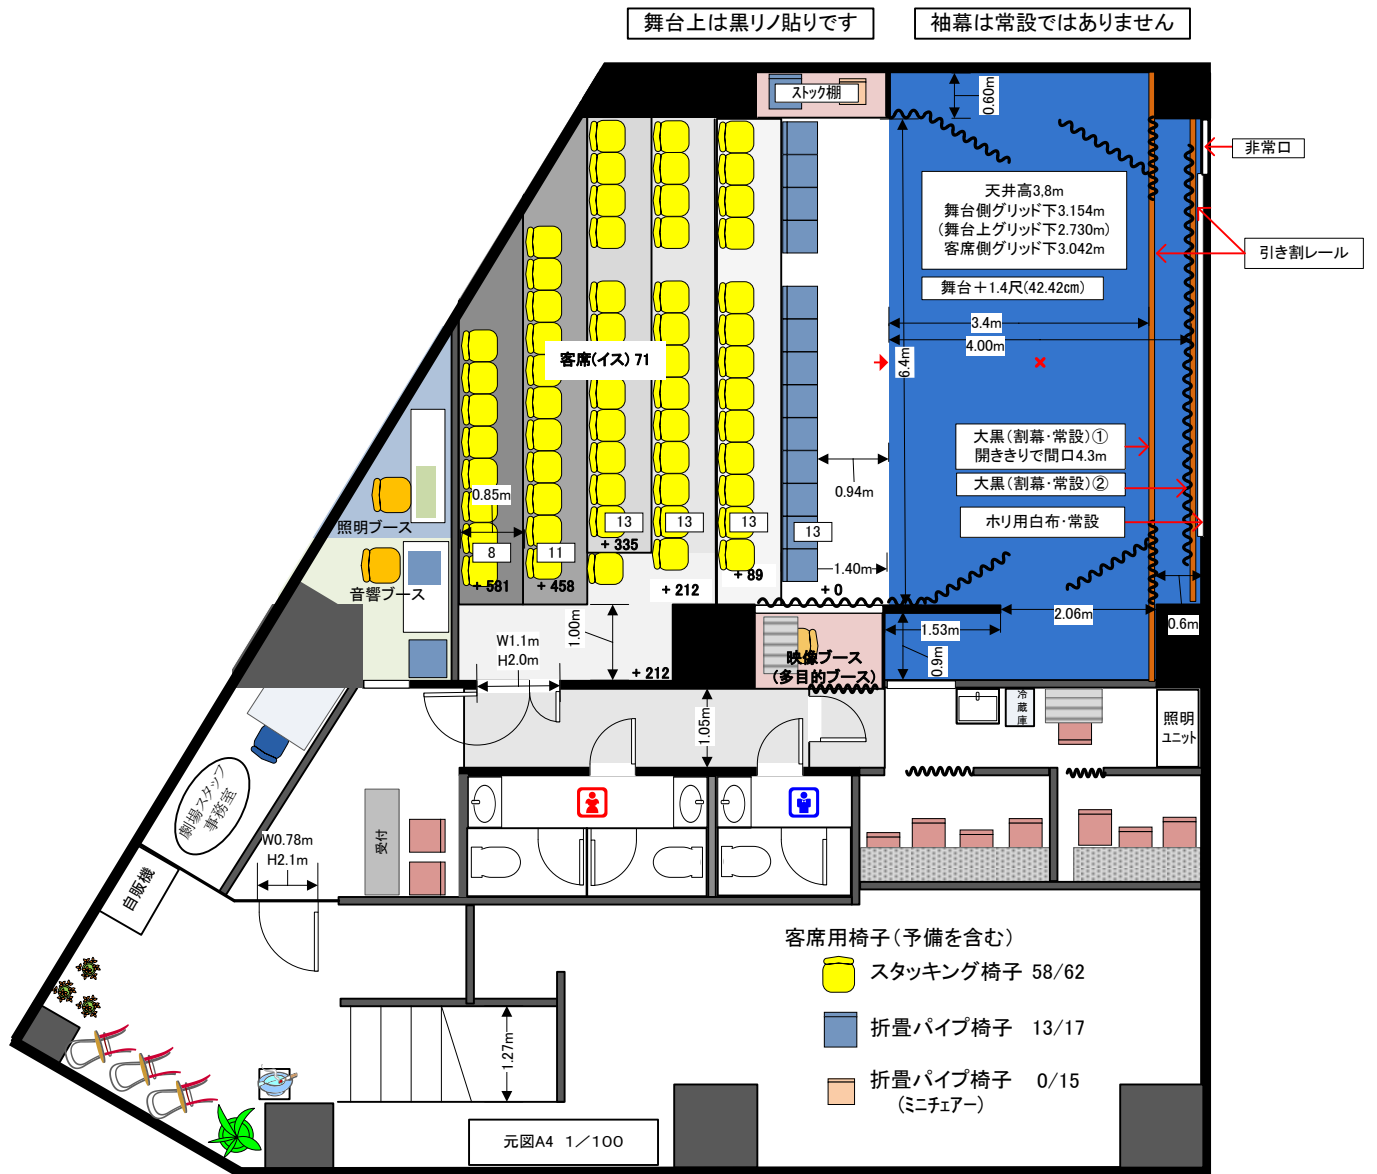 舞台上は黒リノ貼りです
袖幕は常設ではありません
ストック棚
0.60m
非常口
天井高3,8m
舞台側グリッド下3.154m
(舞台上グリッド下2.730m)
客席側グリッド下3.042m
引き割レール
舞台+1.4尺(42.42㎝)
3.4m
4.00m
6.4m
客席(イス) 71
大黒(割幕・常設)①
開ききりで間口4.3m
大黒(割幕・常設)②
ホリ用白布・常設
0.94m
0.85m
照明ブース
13
13
13
13
8
11
+ 335
+ 581
+ 458
+ 212
+ 89
+ 0
1.40m
音響ブース
1.00m
W1.1m
H2.0m
+ 212
映像ブース
(多目的ブース)
1.53m
2.06m
0.9m
0.6m
1.05m
冷蔵庫
照明
ユニット
劇場スタッフ
事務室
受付
W0.78m
H2.1m
自販機
1.27m
客席用椅子(予備を含む)
スタッキング椅子 58/62
折畳パイプ椅子 13/17
折畳パイプ椅子 0/15
(ミニチェアー)
元図A4 1/100